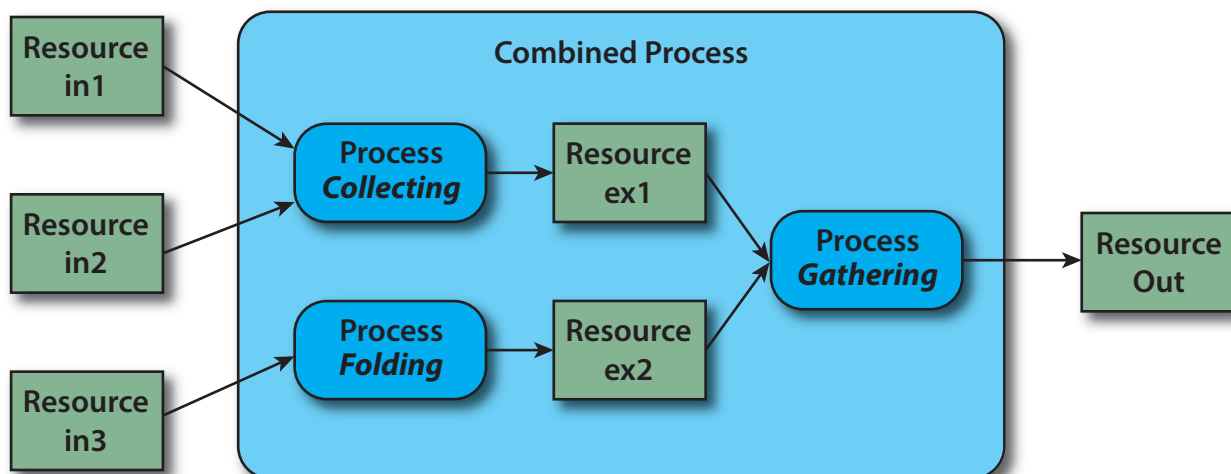 Combined Process
Resource
in1
Resource
in2
Resource
in3
Process
Collecting
Process
Folding
Resource
ex1
Resource
ex2
Process
Gathering
Resource
Out